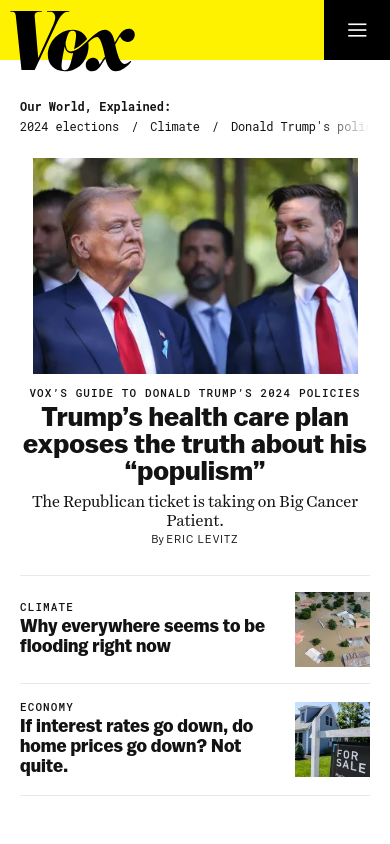 Vox
Our World, Explained:
2024 elections / Climate / Donald Trump's
VOX'S GUIDE TO DONALD TRUMP'S 2024 POLICIES
Trump's health care plan
exposes the truth about his
“populism”
The Republican ticket is taking on Big Cancer
Patient.
By ERIC LEVITZ
CLIMATE
Why everywhere seems to be
flooding right now
ECONOMY
If interest rates go down, do
home prices go down? Not
quite.
FOR
SALE